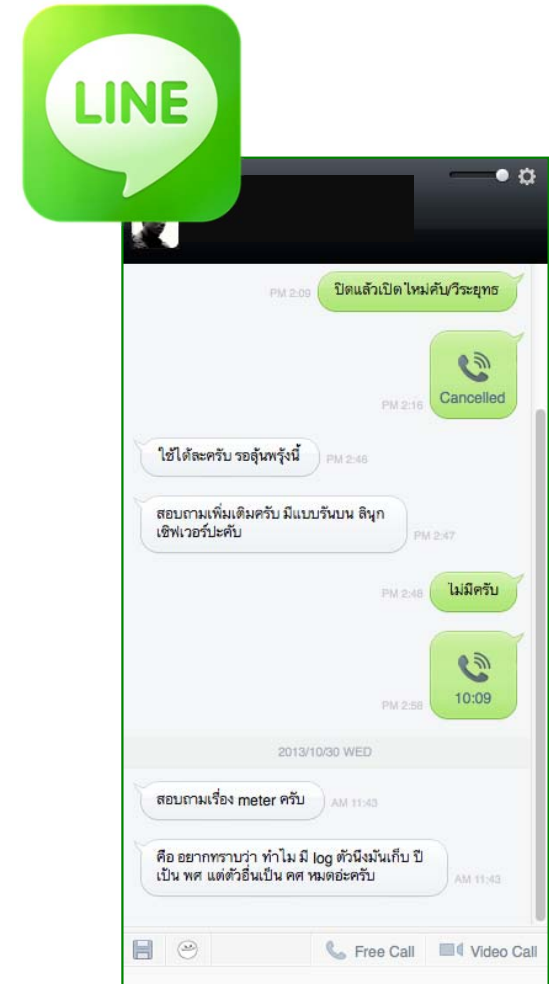 LINE
PM 2:09
ปิดแล้วเปิดใหม่คับ/วีระยุทธ
Cancelled
PM 2:16
ใช้ได้ละครับ รอลุ้นพรุ้งนี้
PM 2:46
สอบถามเพิ่มเติมครับ มีแบบรันบน ลินุก
เซิฟเวอร์ปะคับ
PM 2:47
PM 2:48
ไม่มีครับ
10:09
PM 2:58
2013/10/30 WED
สอบถามเรื่อง meter ครับ
AM 11:43
คือ อยากทราบว่า ทำไม มี log ตัวนึงมันเก็บ ปี
เป็น พศ แต่ตัวอื่นเป็น คศ หมดอ่ะครับ
AM 11:43
Free Call
Video Call